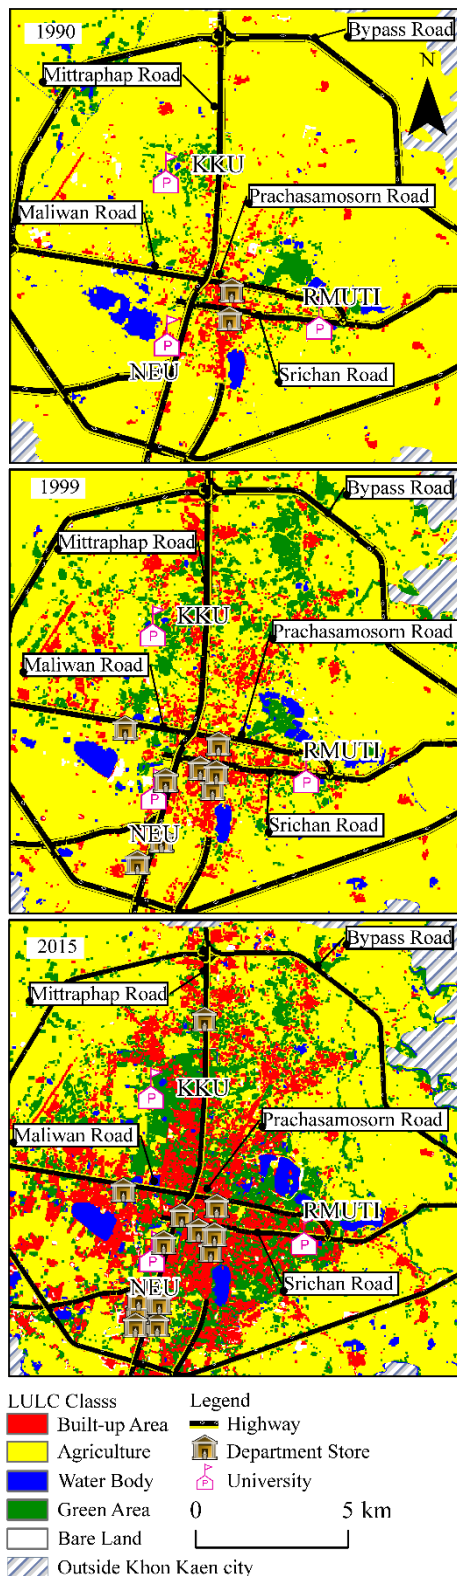 1990
Bypass Road
Mittraphap Road
N
KKU
Prachasamosorn Road
Maliwan Road
RMUTI
NEU
Srichan Road
1999
Bypass Road
Mittraphap Road
KKU
Prachasamosorn Road
Maliwan Road
RMUTI
Srichan Road
NEU
2015
Bypass Road
Mittraphap Road
KKU
Prachasamosorn Road
Maliwan Road
RMUTI
Srichan Road
NEU
LULC Classs Legend
Built-up Area Highway
Agriculture Department Store
Water Body University
Green Area 0 5 km
Bare Land
Outside Khon Kaen city